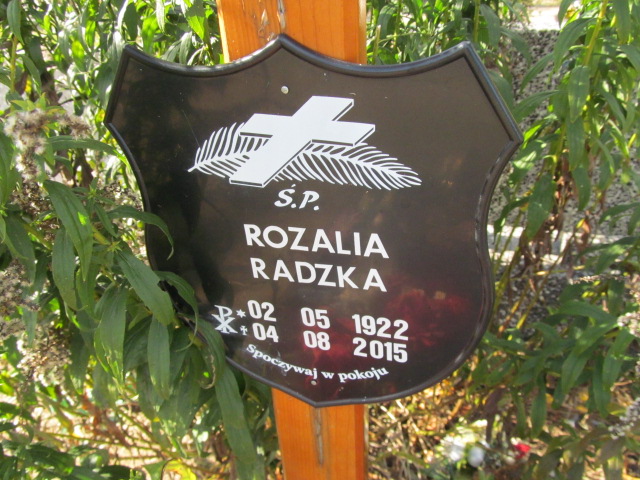 Ś.P.
ROZALIA
RADZKA
* 02 05 1922
† 04 08 2015
Spoczywaj w pokoju